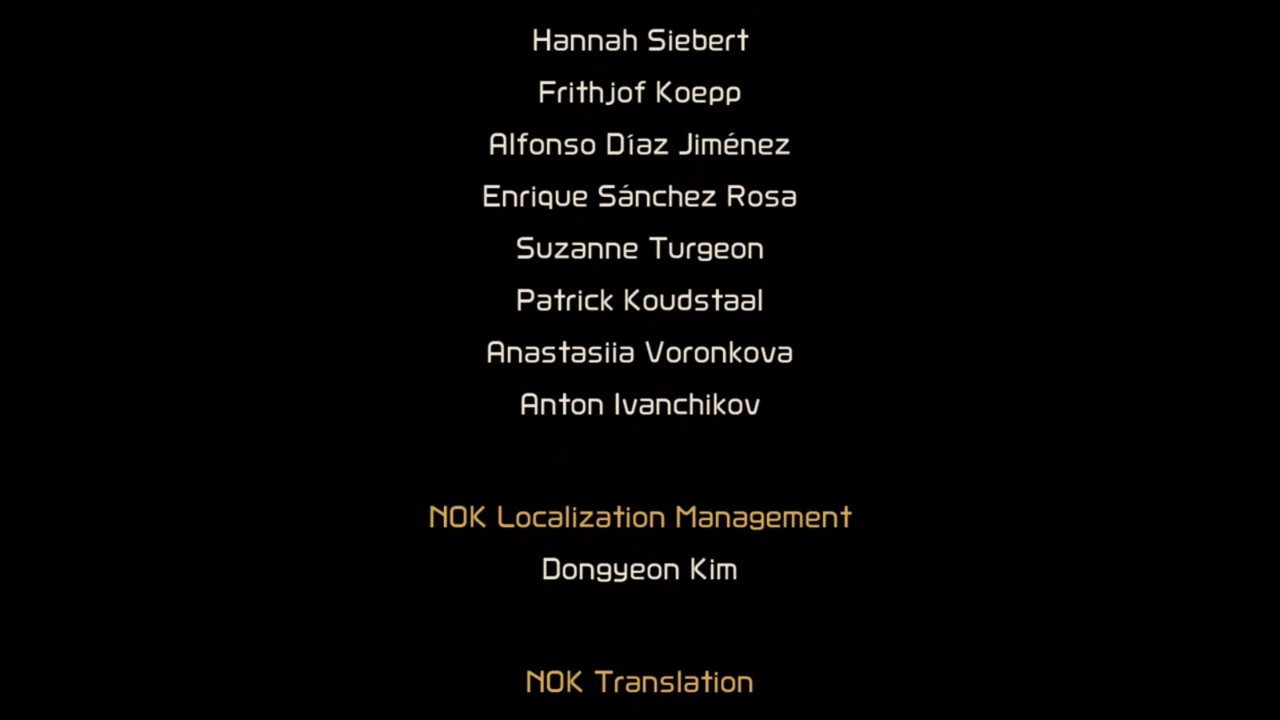 Hannah Siebert
Frithjof Koepp
Alfonso Díaz Jiménez
Enrique Sánchez Rosa
Suzanne Turgeon
Patrick Koudstaal
Anastasiia Voronkova
Anton Ivanchikov
NOK Localization Management
Dongyeon Kim
NOK Translation